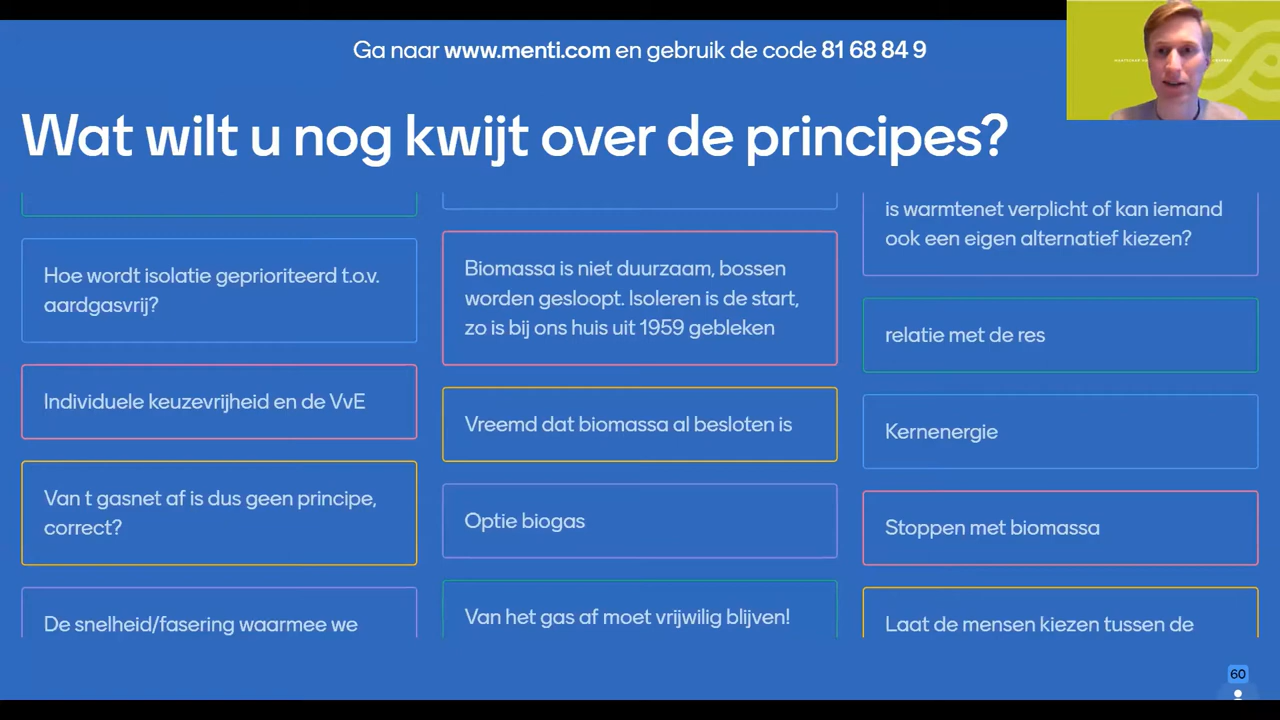 Ga naar www.menti.com en gebruik de code 81 68 84 9
Wat wilt u nog kwijt over de principes?
Hoe wordt isolatie geprioriteerd t.o.v.
aardgasvrij?
Individuele keuzevrijheid en de VvE
Van t gasnet af is dus geen principe,
correct?
De snelheid/fasering waarmee we
Biomassa is niet duurzaam, bossen
worden gesloopt. Isoleren is de start,
zo is bij ons huis uit 1959 gebleken
Vreemd dat biomassa al besloten is
Optie biogas
Van het gas af moet vrijwilig blijven!
is warmtenet verplicht of kan iemand
ook een eigen alternatief kiezen?
relatie met de res
Kernenergie
Stoppen met biomassa
Laat de mensen kiezen tussen de
60